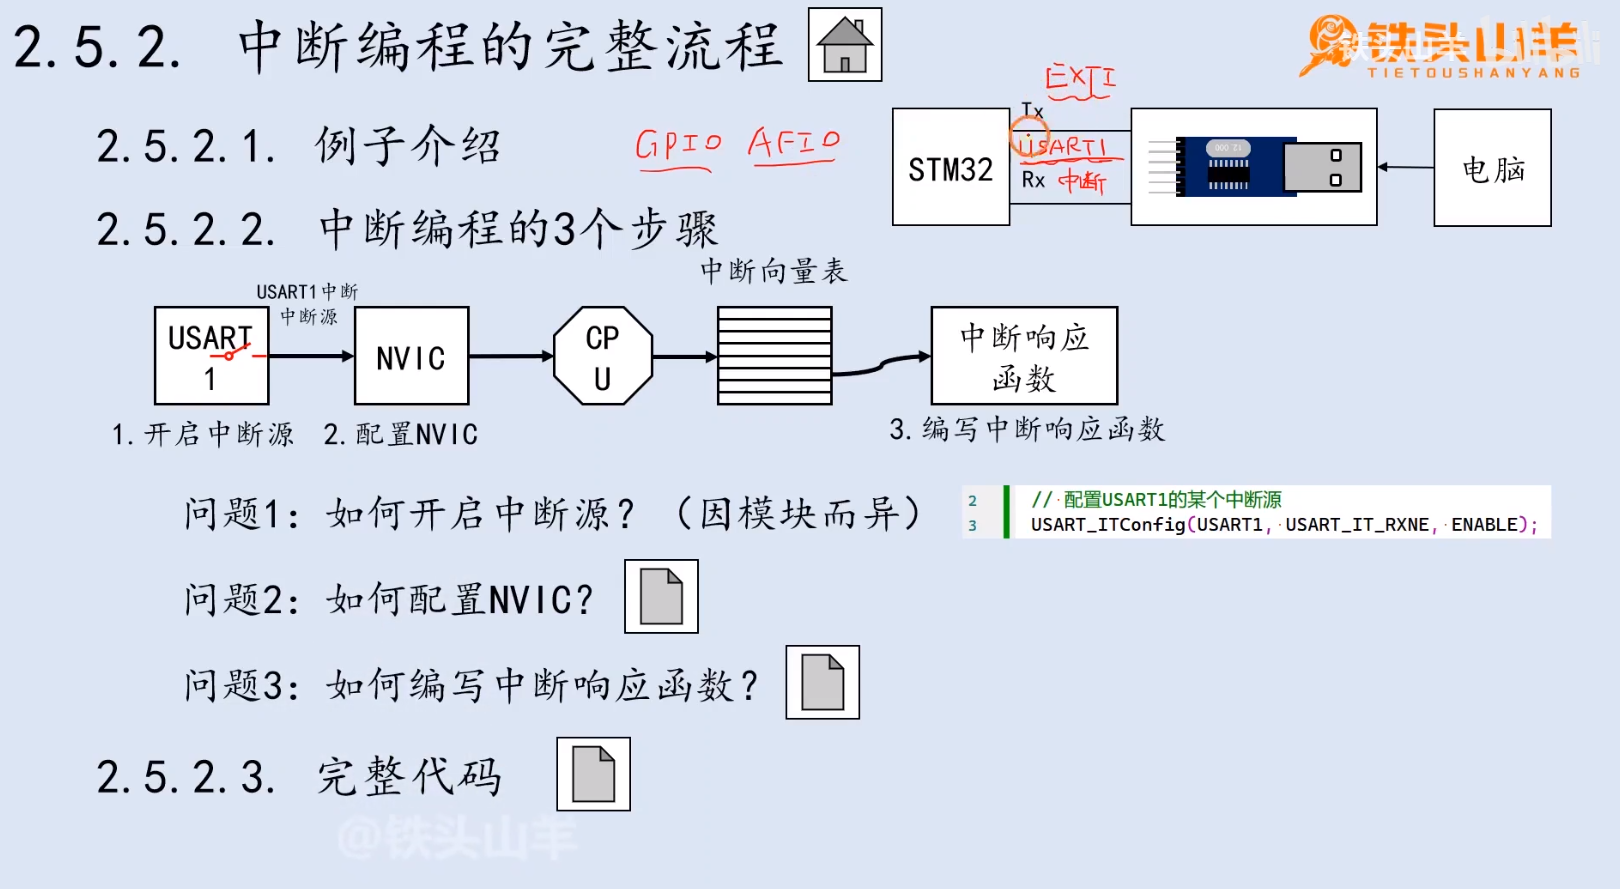 2.5.2. 中断编程的完整流程
铁头山羊
TIETOUSHANYANG
EXTI
2.5.2.1. 例子介绍
GPIO AFIO
STM32
Tx
USART1
Rx 中断
电脑
2.5.2.2. 中断编程的3个步骤
中断向量表
USART1中断
中断源
USART
1
NVIC
CP
U
中断响应
函数
1.开启中断源 2.配置NVIC
3.编写中断响应函数
问题1：如何开启中断源？（因模块而异）
2 // 配置USART1的某个中断源
3 USART_ITConfig(USART1, USART_IT_RXNE, ENABLE);
问题2：如何配置NVIC?
问题3：如何编写中断响应函数?
2.5.2.3. 完整代码
@铁头山羊